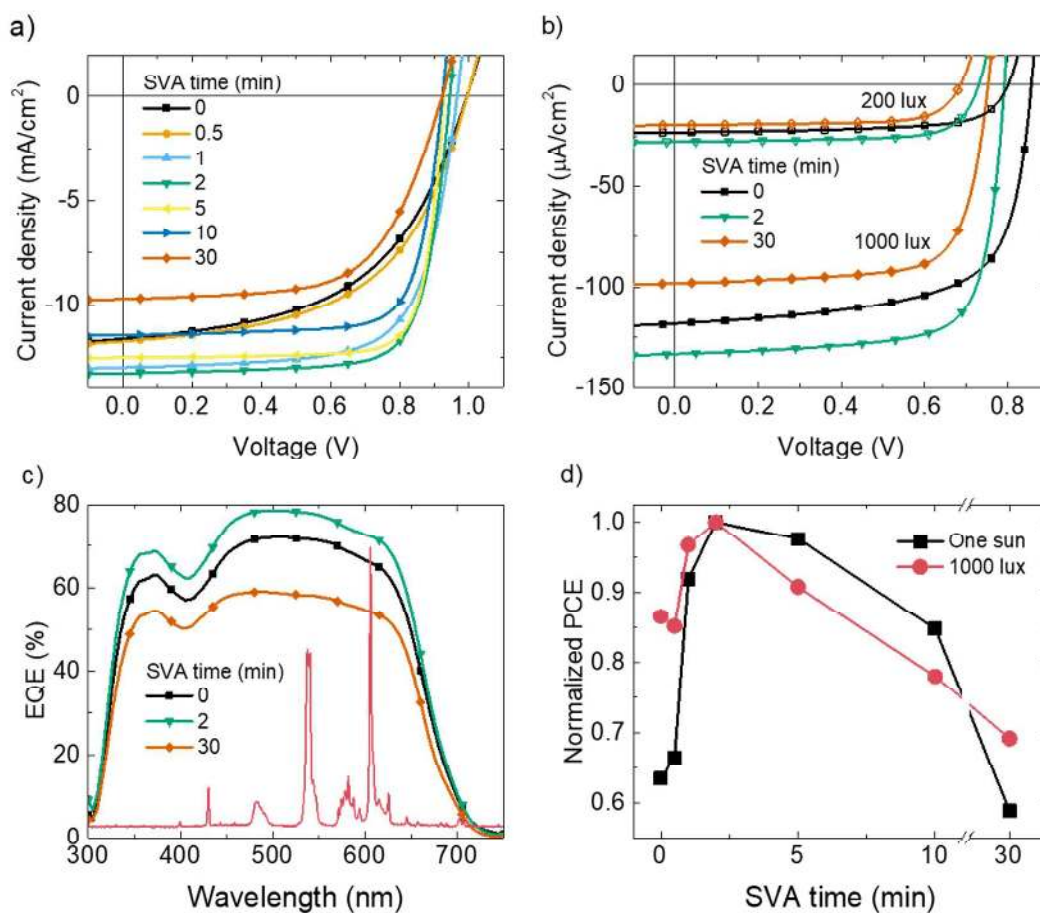 a)
SVA time (min)
0
0.5
1
2
5
10
30
0
-5
-10
0.0 0.2 0.4 0.6 0.8 1.0
Voltage (V)
Current density (mA/cm²)
b)
200 lux
SVA time (min)
0
2
30
1000 lux
0
-50
-100
-150
0.0 0.2 0.4 0.6 0.8
Voltage (V)
Current density (µA/cm²)
c)
80
60
40
20
0
SVA time (min)
0
2
30
300 400 500 600 700
Wavelength (nm)
EQE (%)
d)
One sun
1000 lux
1.0
0.9
0.8
0.7
0.6
0 5 10 30
SVA time (min)
Normalized PCE